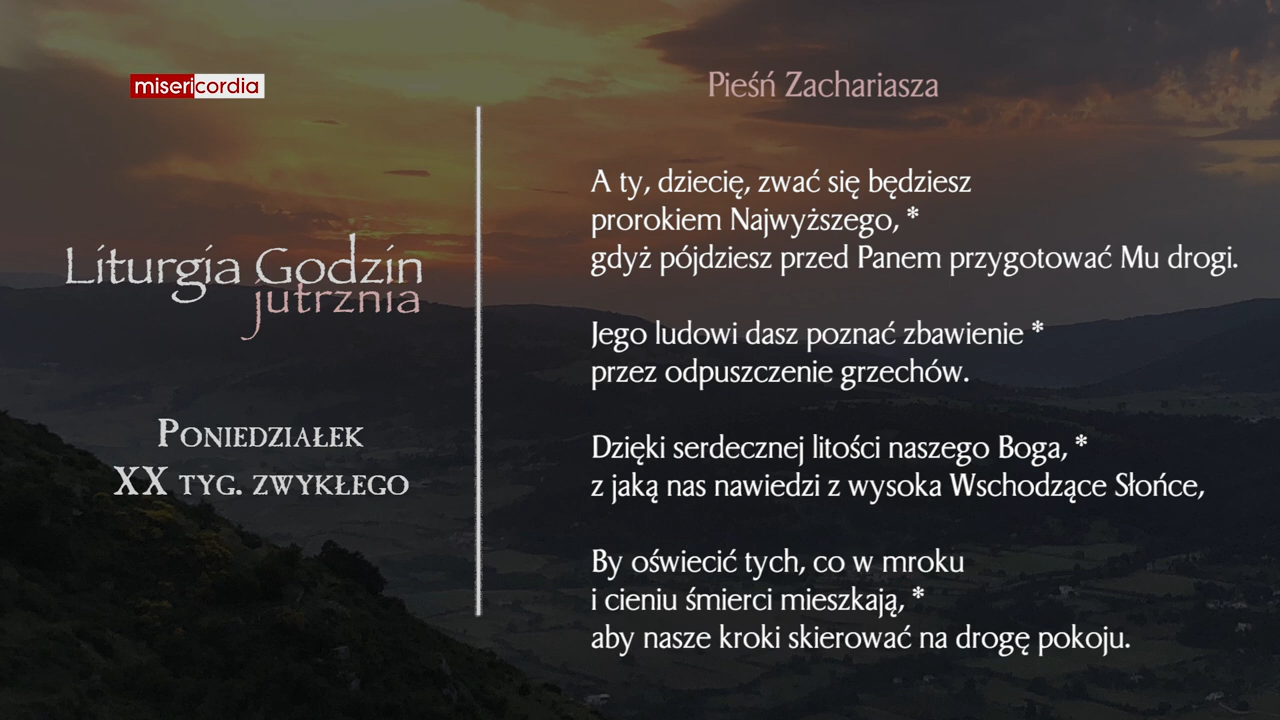 misericordia
Liturgia Godzin
jutrznia
Poniedziałek
XX tyg. zwykłego
Pieśń Zachariasza
A ty, dziecię, zwać się będziesz
prorokiem Najwyższego, *
gdyż pójdziesz przed Panem przygotować Mu drogi.
Jego ludowi dasz poznać zbawienie *
przez odpuszczenie grzechów.
Dzięki serdecznej litości naszego Boga, *
z jaką nas nawiedzi z wysoka Wschodzące Słońce,
By oświecić tych, co w mroku
i cieniu śmierci mieszkają, *
aby nasze kroki skierować na drogę pokoju.